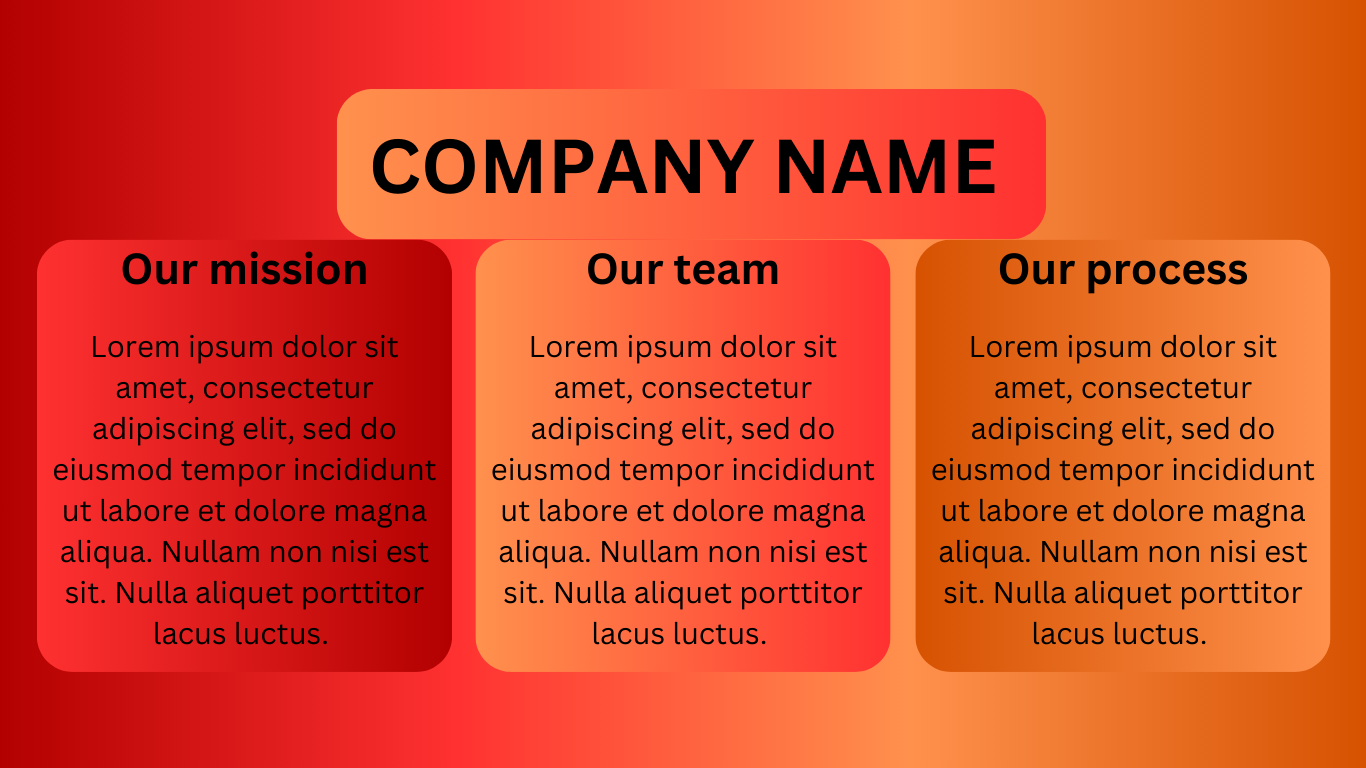 COMPANY NAME
Our mission
Lorem ipsum dolor sit
amet, consectetur
adipiscing elit, sed do
eiusmod tempor incididunt
ut labore et dolore magna
aliqua. Nullam non nisi est
sit. Nulla aliquet porttitor
lacus luctus.
Our team
Lorem ipsum dolor sit
amet, consectetur
adipiscing elit, sed do
eiusmod tempor incididunt
ut labore et dolore magna
aliqua. Nullam non nisi est
sit. Nulla aliquet porttitor
lacus luctus.
Our process
Lorem ipsum dolor sit
amet, consectetur
adipiscing elit, sed do
eiusmod tempor incididunt
ut labore et dolore magna
aliqua. Nullam non nisi est
sit. Nulla aliquet porttitor
lacus luctus.